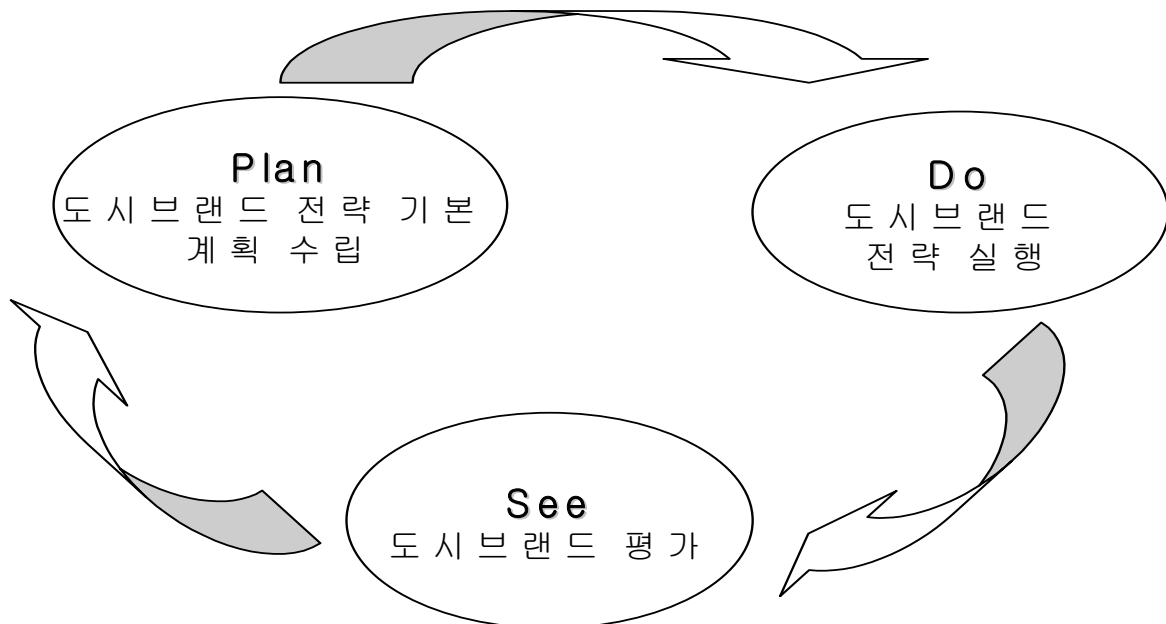 Plan
도시브랜드 전략 기본
계획 수립
Do
도시브랜드
전략 실행
See
도시브랜드 평가